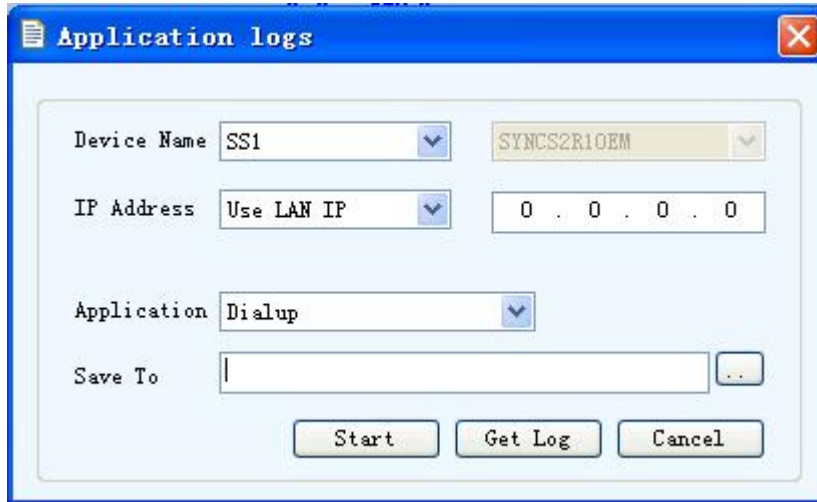 Application logs
Device Name SS1 SYNCS2R10EM
IP Address Use LAN IP 0 . 0 . 0 . 0
Application Dialup
Save To ..
Start Get Log Cancel